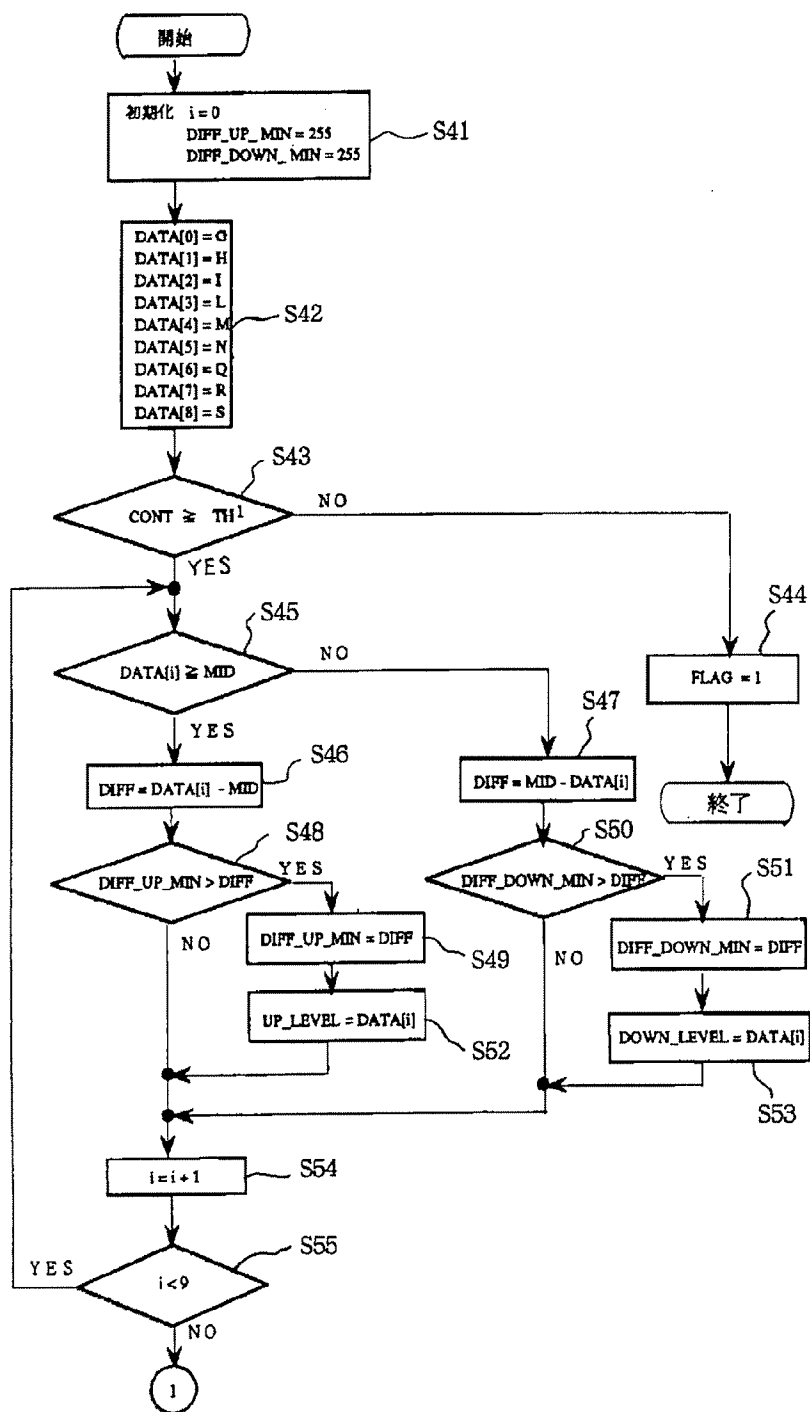 開始
初期化 i = 0
DIFF_UP_MIN = 255
DIFF_DOWN_MIN = 255
S41
DATA[0] = G
DATA[1] = H
DATA[2] = I
DATA[3] = L
DATA[4] = M
DATA[5] = N
DATA[6] = Q
DATA[7] = R
DATA[8] = S
S42
S43
CONT ≧ TH1
NO
YES
S44
FLAG = 1
終了
S45
DATA[i] ≧ MID
NO
YES
S46
DIFF = DATA[i] - MID
S47
DIFF = MID - DATA[i]
S48
DIFF_UP_MIN > DIFF
YES
NO
S50
DIFF_DOWN_MIN > DIFF
YES
NO
DIFF_UP_MIN = DIFF
S49
S51
DIFF_DOWN_MIN = DIFF
UP_LEVEL = DATA[i]
S52
DOWN_LEVEL = DATA[i]
S53
i = i + 1
S54
S55
i < 9
YES
NO
1